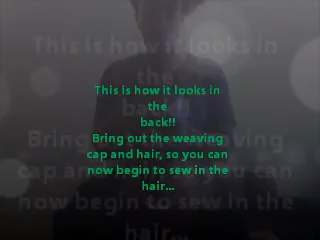 This is how it looks in
the
back!!
Bring out the weaving
cap and hair, so you can
now begin to sew in the
hair...